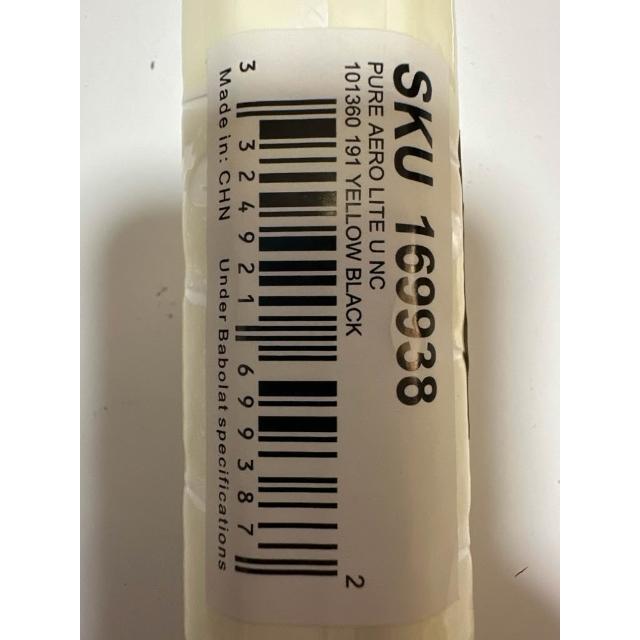 SKU 169938
PURE AERO LITE U NC
101360 191 YELLOW BLACK
2
3 324921 699387
Made in: CHN Under Babolat specifications